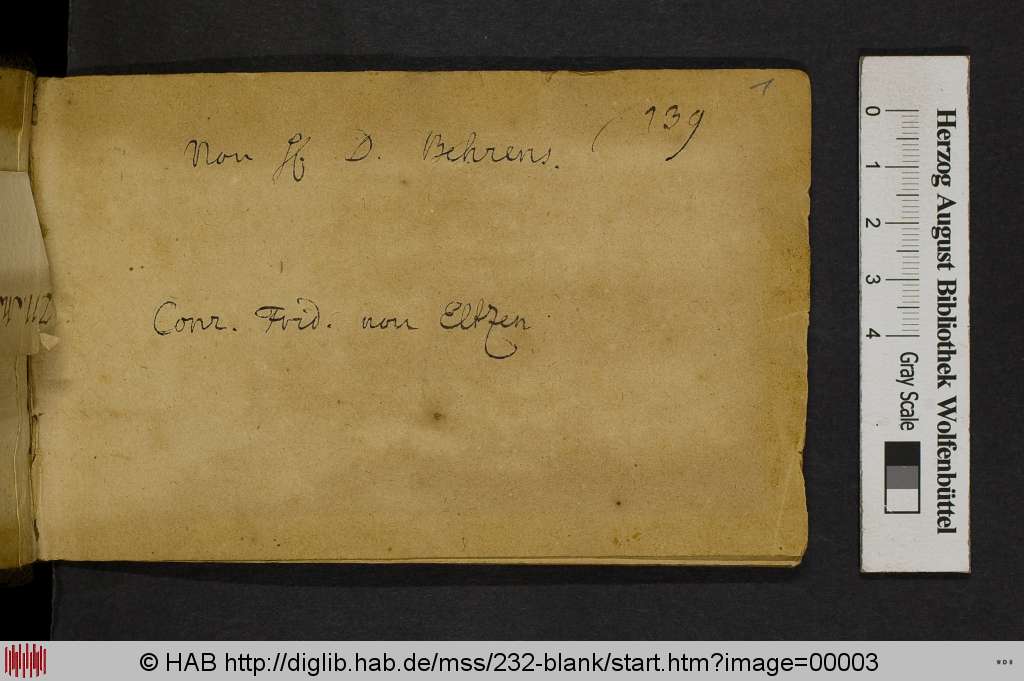 1
139
Von H D. Behrens.
Conr. Frid. von Eltzen
0 1 2 3 4
Gray Scale
Herzog August Bibliothek Wolfenbüttel
© HAB http://diglib.hab.de/mss/232-blank/start.htm?image=00003
WDB